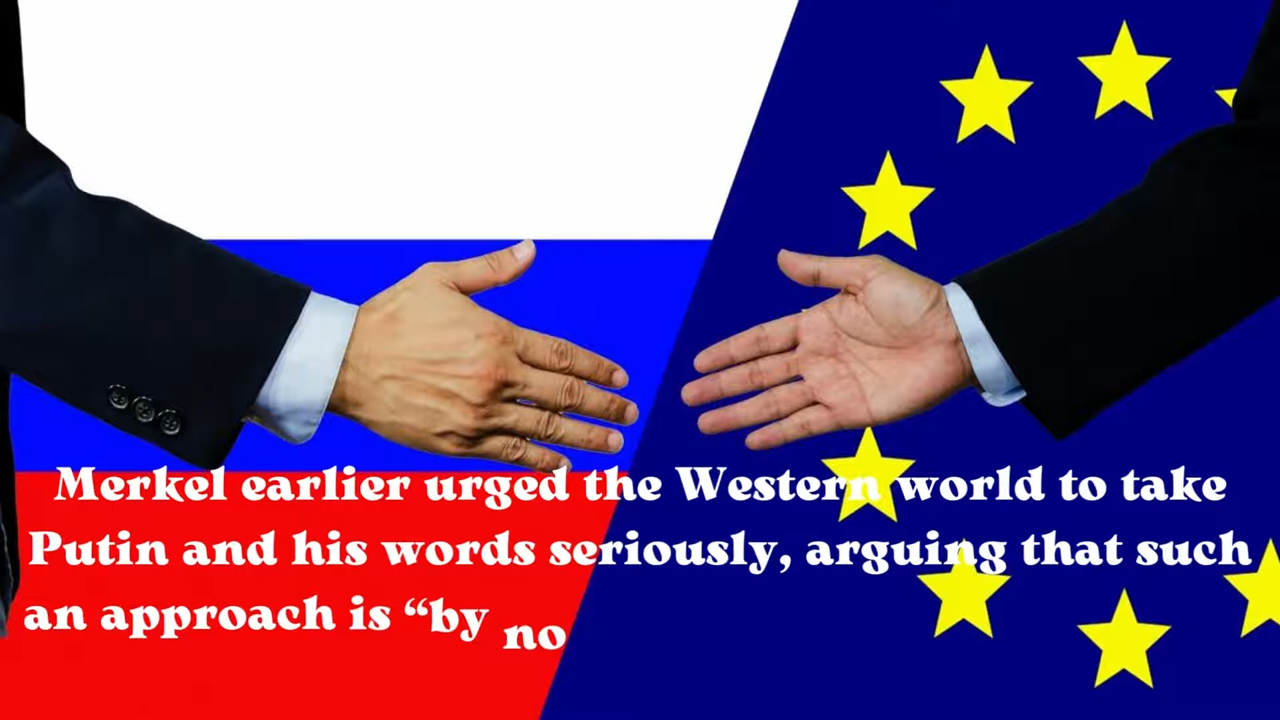 Merkel earlier urged the Western world to take
Putin and his words seriously, arguing that such
an approach is “by no